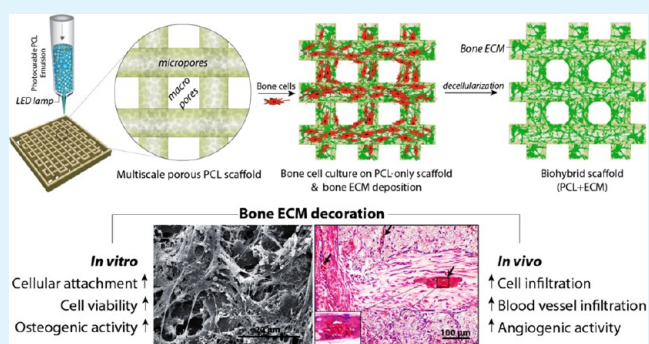 Photocurable PCL
Emulsion
LED lamp
micropores
macro
pores
Multiscale porous PCL scaffold
Bone cells
Bone cell culture on PCL-only scaffold
& bone ECM deposition
decellularization
Bone ECM
Biohybrid scaffold
(PCL+ECM)
Bone ECM decoration
In vitro
Cellular attachment ↑
Cell viability ↑
Osteogenic activity ↑
20 μm
100 μm
In vivo
↑ Cell infiltration
↑ Blood vessel infiltration
↑ Angiogenic activity